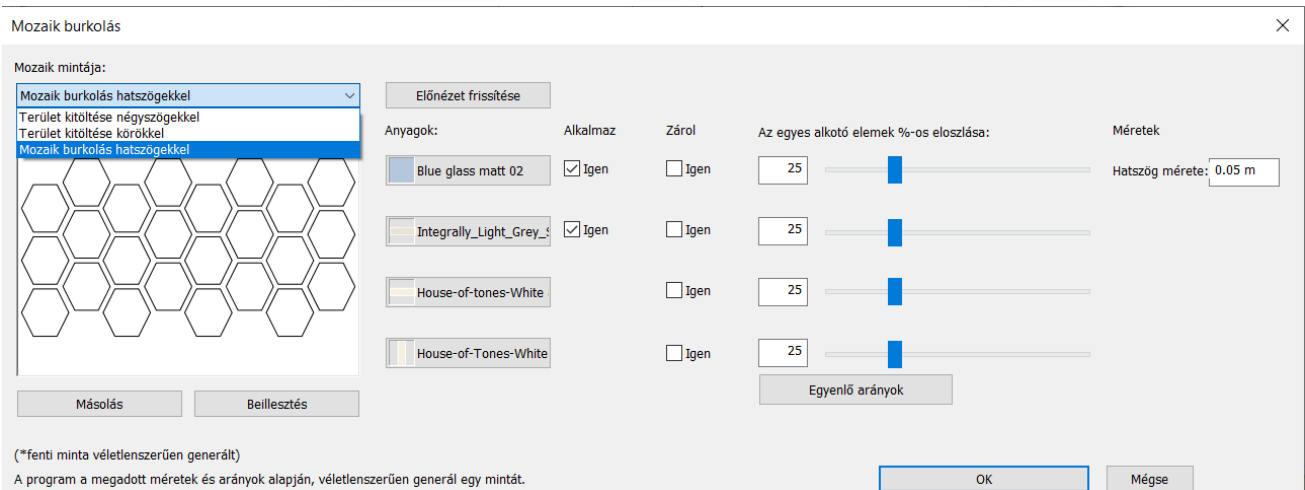 Mozaik burkolás
Mozaik mintája:
Mozaik burkolás hatszögekkel
Előnézet frissítése
Terület kitöltése négyszögekkel
Terület kitöltése körökkel
Mozaik burkolás hatszögekkel
Anyagok: Alkalmaz Zárol Az egyes alkotó elemek %-os eloszlása: Méretek
Blue glass matt 02 Igen Igen 25 Hatszög mérete: 0.05 m
Integrally_Light_Grey_S Igen Igen 25
House-of-tones-White Igen 25
House-of-Tones-White Igen 25
Egyenlő arányok
Másolás Beillesztés
(*fenti minta véletlenszerűen generált)
A program a megadott méretek és arányok alapján, véletlenszerűen generál egy mintát.
OK Mégse